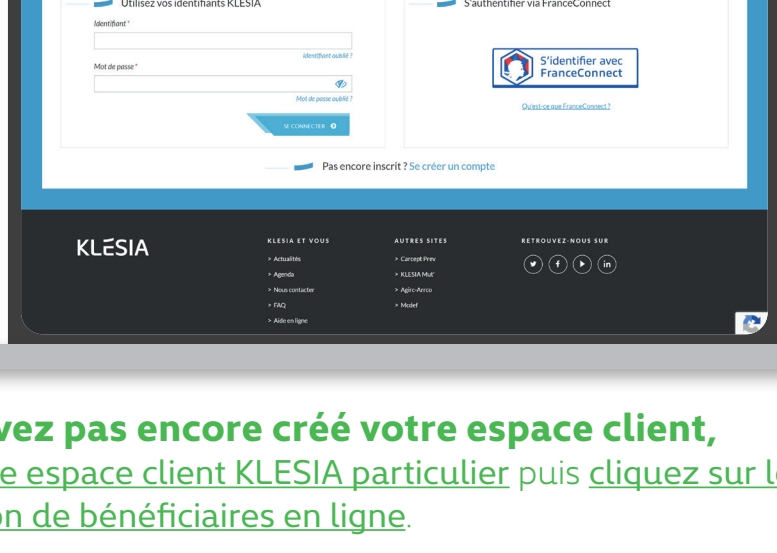 Utilisez vos identifiants KLESIA
Identifiant *
Identifiant oublié ?
Mot de passe *
Mot de passe oublié ?
SE CONNECTER
S'authentifier via FranceConnect
S'identifier avec
FranceConnect
Qu'est-ce que FranceConnect ?
Pas encore inscrit ? Se créer un compte
KLESIA
KLESIA ET VOUS
> Actualités
> Agenda
> Nous contacter
> FAQ
> Aide en ligne
AUTRES SITES
> Carcept Prev
> KLESIA Mut'
> Agirc-Arrco
> Medef
RETROUVEZ-NOUS SUR
vez pas encore créé votre espace client,
e espace client KLESIA particulier puis cliquez sur le
on de bénéficiaires en ligne.